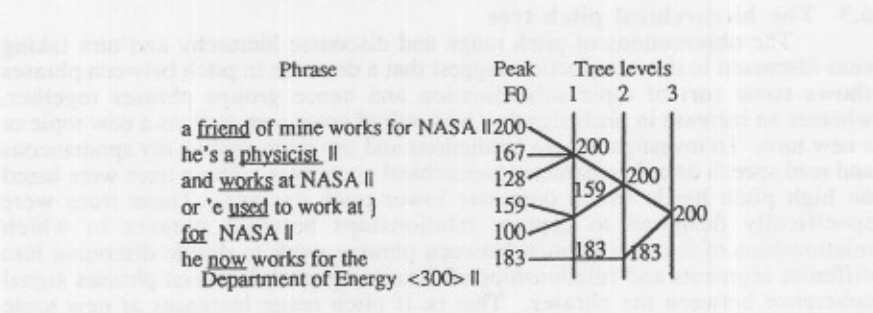 Phrase Peak Tree levels
F0 1 2 3
a friend of mine works for NASA ǁ 200
he's a physicist ǁ 167 200
and works at NASA ǁ 128 200
or 'e used to work at } 159 159
200
for NASA ǁ 100
he now works for the 183 183 183
Department of Energy <300> ǁ